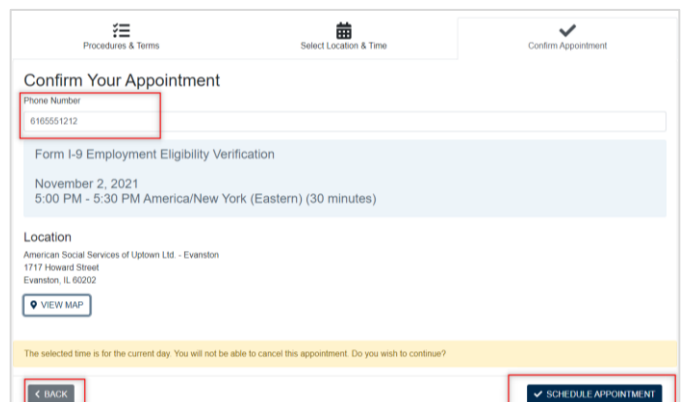 Procedures & Terms
Select Location & Time
Confirm Appointment
Confirm Your Appointment
Phone Number
6165551212
Form I-9 Employment Eligibility Verification
November 2, 2021
5:00 PM - 5:30 PM America/New York (Eastern) (30 minutes)
Location
American Social Services of Uptown Ltd. - Evanston
1717 Howard Street
Evanston, IL 60202
VIEW MAP
The selected time is for the current day. You will not be able to cancel this appointment. Do you wish to continue?
< BACK
SCHEDULE APPOINTMENT